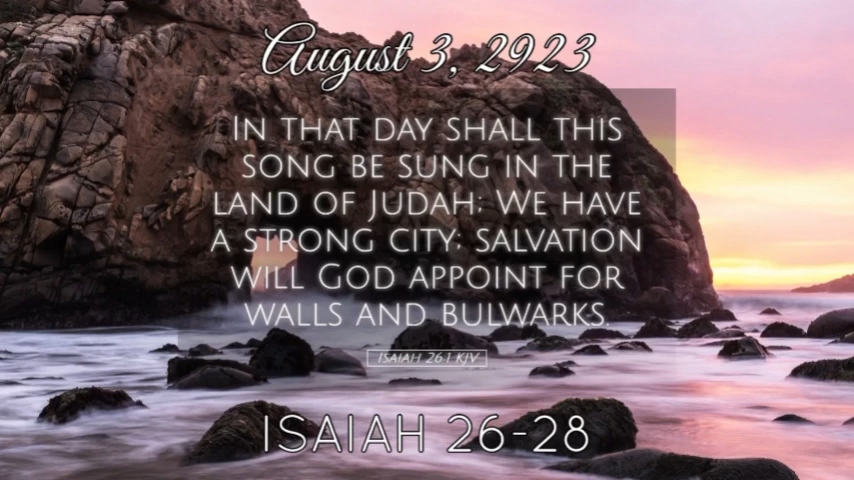 August 3, 2923
In that day shall this
song be sung in the
land of Judah; We have
a strong city; salvation
will God appoint for
walls and bulwarks.
ISAIAH 26:1 KJV
ISAIAH 26-28